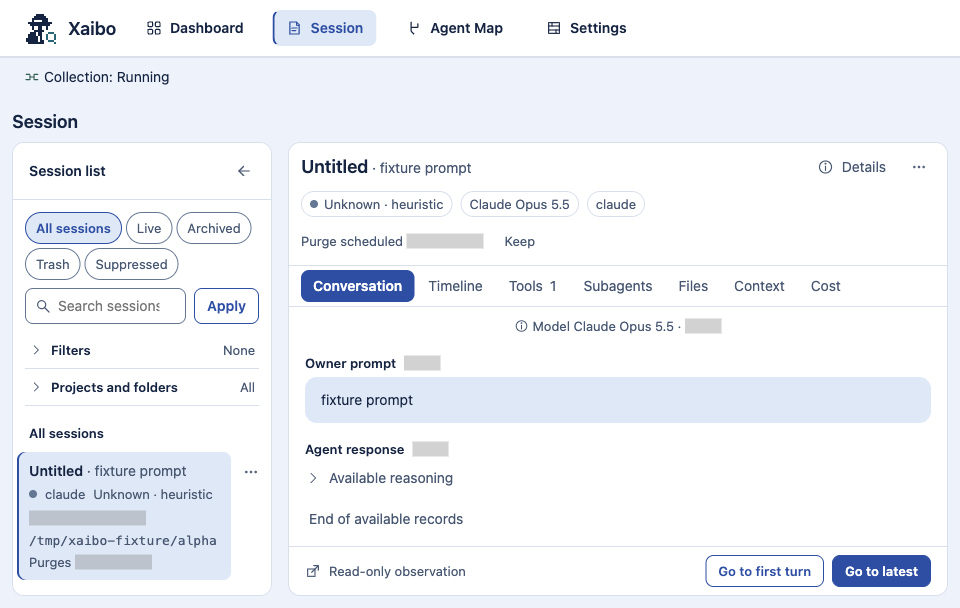 Xaibo
Dashboard
Session
Agent Map
Settings
Collection: Running
Session
Session list
All sessions
Live
Archived
Trash
Suppressed
Search sessions
Apply
Filters
None
Projects and folders
All
All sessions
Untitled · fixture prompt
claude Unknown · heuristic
/tmp/xaibo-fixture/alpha
Purges
Untitled · fixture prompt
Details
Unknown · heuristic
Claude Opus 5.5
claude
Purge scheduled
Keep
Conversation
Timeline
Tools 1
Subagents
Files
Context
Cost
Model Claude Opus 5.5 ·
Owner prompt
fixture prompt
Agent response
Available reasoning
End of available records
Read-only observation
Go to first turn
Go to latest